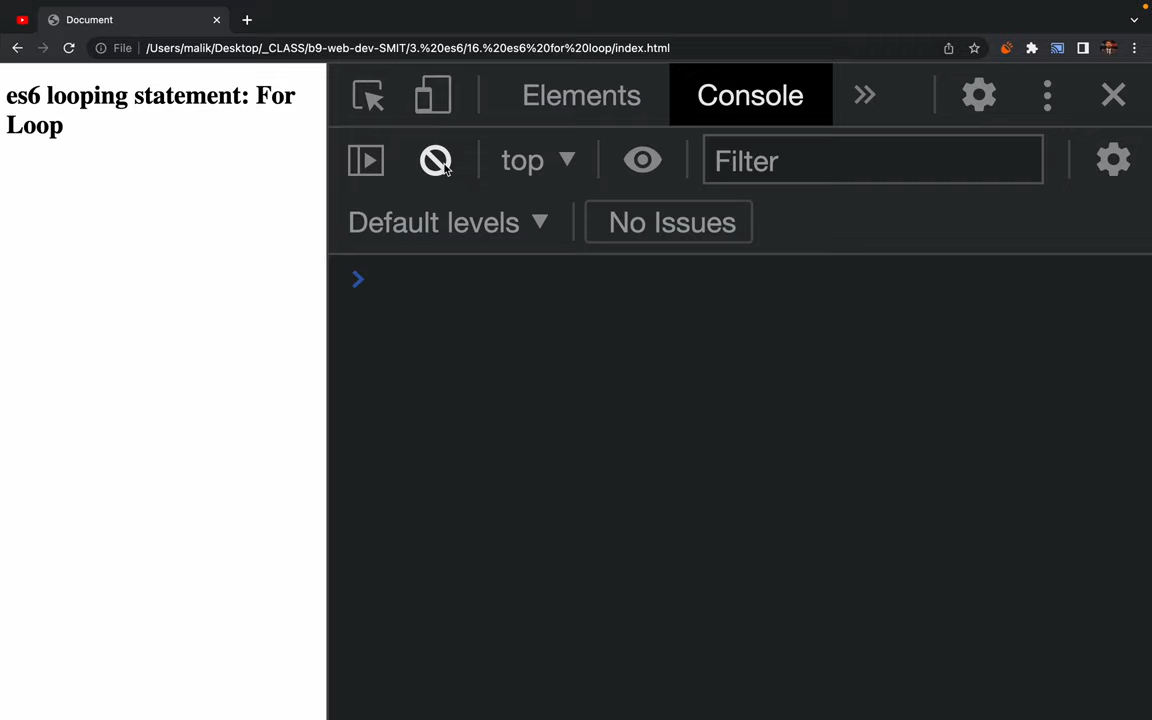 Document
File /Users/malik/Desktop/_CLASS/b9-web-dev-SMIT/3.%20es6/16.%20es6%20for%20loop/index.html
es6 looping statement: For
Loop
Elements Console
top Filter
Default levels No Issues